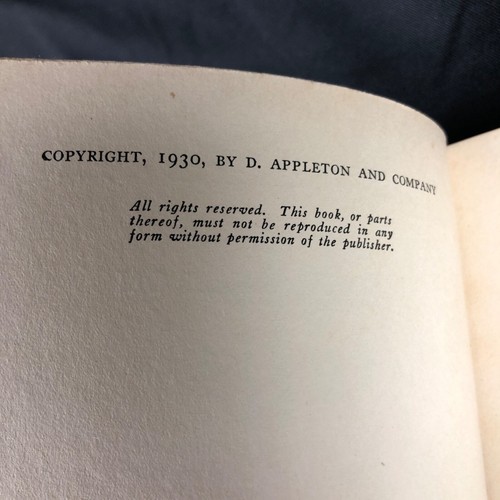 COPYRIGHT, 1930, BY D. APPLETON AND COMPANY
All rights reserved. This book, or parts
thereof, must not be reproduced in any
form without permission of the publisher.